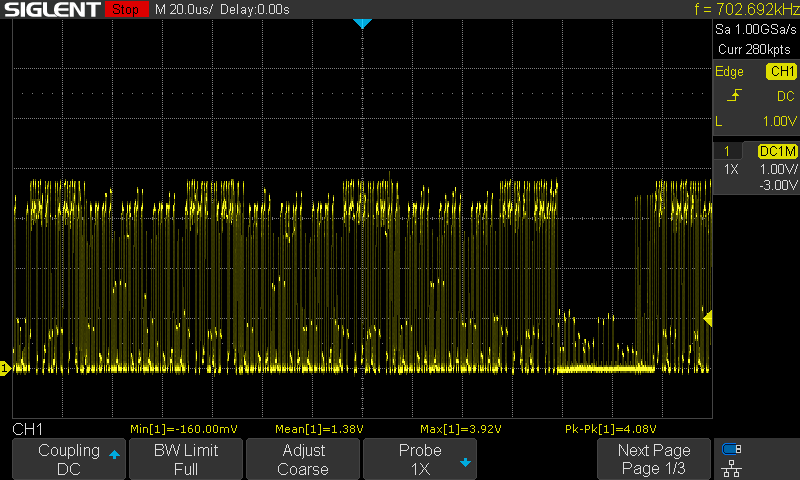 SIGLENT Stop M 20.0us/ Delay:0.00s f = 702.692kHz
Sa 1.00GSa/s
Curr 280kpts
Edge CH1
DC
L 1.00V
1 DC1M
1X 1.00V/
-3.00V
1
CH1 Min[1]=-160.00mV Mean[1]=1.38V Max[1]=3.92V Pk-Pk[1]=4.08V
Coupling
DC
BW Limit
Full
Adjust
Coarse
Probe
1X
Next Page
Page 1/3